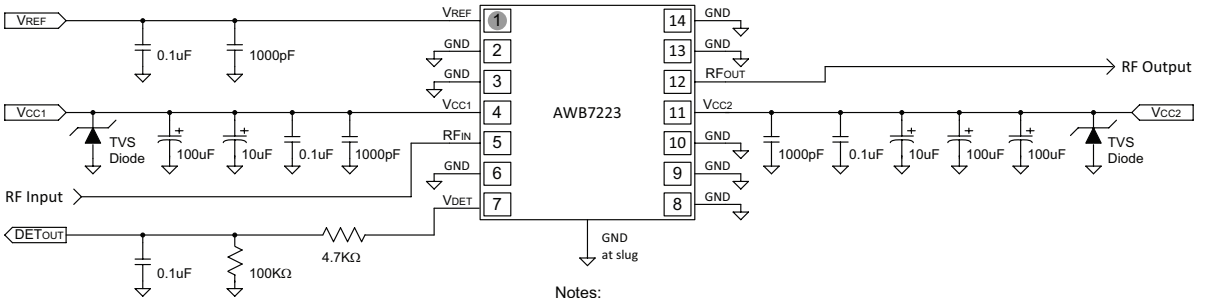 VREF
VREF
1
14
GND
0.1uF
1000pF
GND
2
13
GND
GND
3
12
RFOUT
RF Output
VCC1
VCC1
4
AWB7223
11
VCC2
VCC2
TVS
Diode
100uF
10uF
0.1uF
1000pF
RFIN
5
10
GND
1000pF
0.1uF
10uF
100uF
100uF
TVS
Diode
RF Input
GND
6
9
GND
VDET
7
8
GND
DETOUT
4.7KΩ
0.1uF
100KΩ
GND
at slug
Notes: